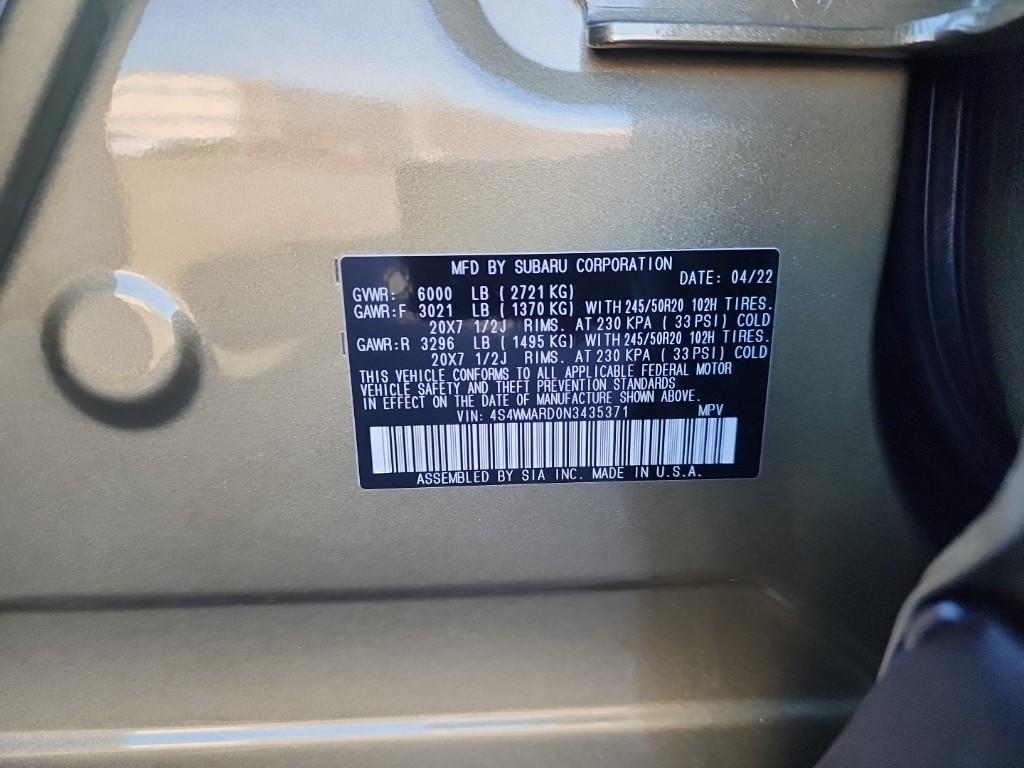 MFD BY SUBARU CORPORATION
DATE: 04/22
GVWR: 6000 LB ( 2721 KG)
GAWR:F 3021 LB ( 1370 KG) WITH 245/50R20 102H TIRES.
20X7 1/2J RIMS. AT 230 KPA ( 33 PSI) COLD
GAWR:R 3296 LB ( 1495 KG) WITH 245/50R20 102H TIRES.
20X7 1/2J RIMS. AT 230 KPA ( 33 PSI) COLD
THIS VEHICLE CONFORMS TO ALL APPLICABLE FEDERAL MOTOR
VEHICLE SAFETY AND THEFT PREVENTION STANDARDS
IN EFFECT ON THE DATE OF MANUFACTURE SHOWN ABOVE.
VIN: 4S4WMARD0N3435371 MPV
ASSEMBLED BY SIA INC. MADE IN U.S.A.